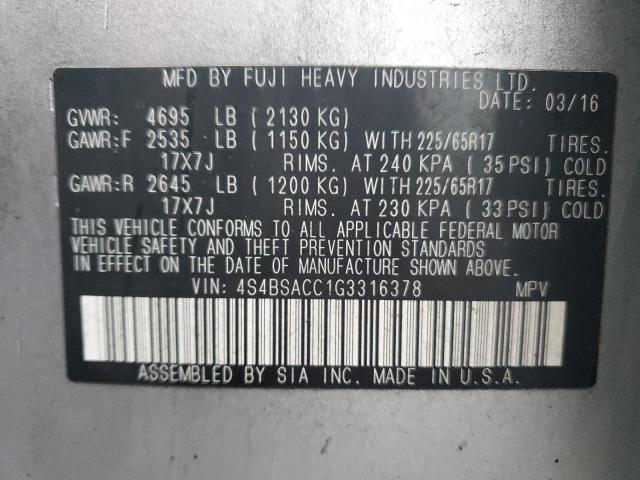 MFD BY FUJI HEAVY INDUSTRIES LTD.
DATE: 03/16
GVWR: 4695 LB (2130 KG)
GAWR:F 2535 LB (1150 KG) WITH 225/65R17 TIRES.
17X7J RIMS. AT 240 KPA (35 PSI) COLD
GAWR:R 2645 LB (1200 KG) WITH 225/65R17 TIRES.
17X7J RIMS. AT 230 KPA (33 PSI) COLD
THIS VEHICLE CONFORMS TO ALL APPLICABLE FEDERAL MOTOR
VEHICLE SAFETY AND THEFT PREVENTION STANDARDS
IN EFFECT ON THE DATE OF MANUFACTURE SHOWN ABOVE.
VIN: 4S4BSACC1G3316378 MPV
ASSEMBLED BY SIA INC. MADE IN U.S.A.